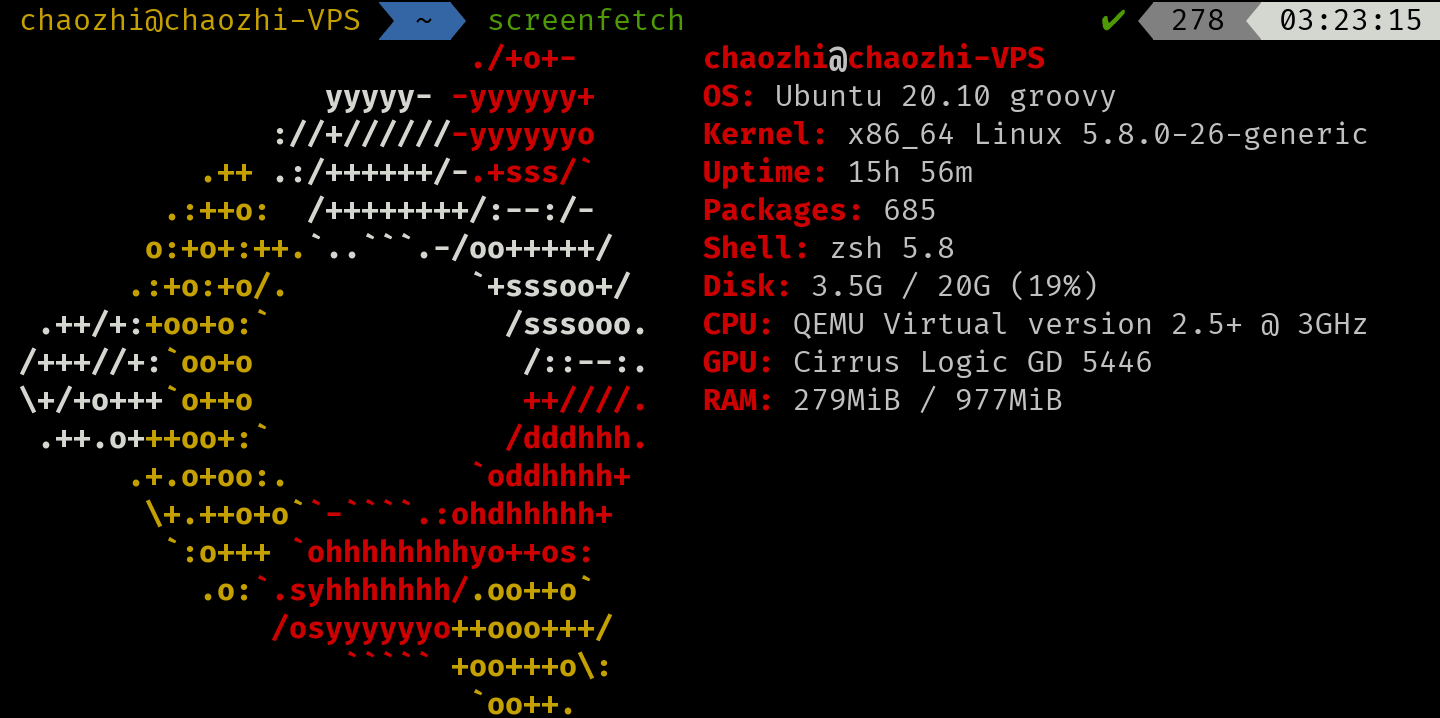 chaozhi@chaozhi-VPS ~ screenfetch ✔ 278 03:23:15
                         ./+o+-       chaozhi@chaozhi-VPS
                 yyyyy- -yyyyyy+      OS: Ubuntu 20.10 groovy
              ://+//////-yyyyyyo      Kernel: x86_64 Linux 5.8.0-26-generic
          .++ .:/++++++/-.+sss/`      Uptime: 15h 56m
        .:++o:  /++++++++/:--:/-      Packages: 685
       o:+o+:++.`..```.-/oo+++++/     Shell: zsh 5.8
      .:+o:+o/.          `+sssoo+/    Disk: 3.5G / 20G (19%)
 .++/+:+oo+o:`             /sssooo.   CPU: QEMU Virtual version 2.5+ @ 3GHz
/+++//+:`oo+o               /::--:.   GPU: Cirrus Logic GD 5446
\+/+o+++`o++o               ++////.   RAM: 279MiB / 977MiB
 .++.o+++oo+:`             /dddhhh.
      .+.o+oo:.          `oddhhhh+
       \+.++o+o``-````.:ohdhhhhh+
        `:o+++ `ohhhhhhhhyo++os:
          .o:`.syhhhhhhh/.oo++o`
              /osyyyyyyo++ooo+++/
                  ````` +oo+++o\:
                         `oo++.